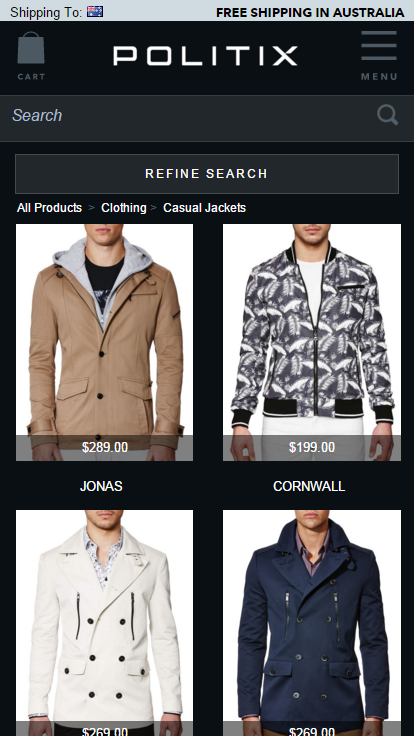 Shipping To:
FREE SHIPPING IN AUSTRALIA
CART
POLITIX
MENU
Search
REFINE SEARCH
All Products > Clothing > Casual Jackets
$289.00
$199.00
JONAS
CORNWALL
$269.00
$269.00